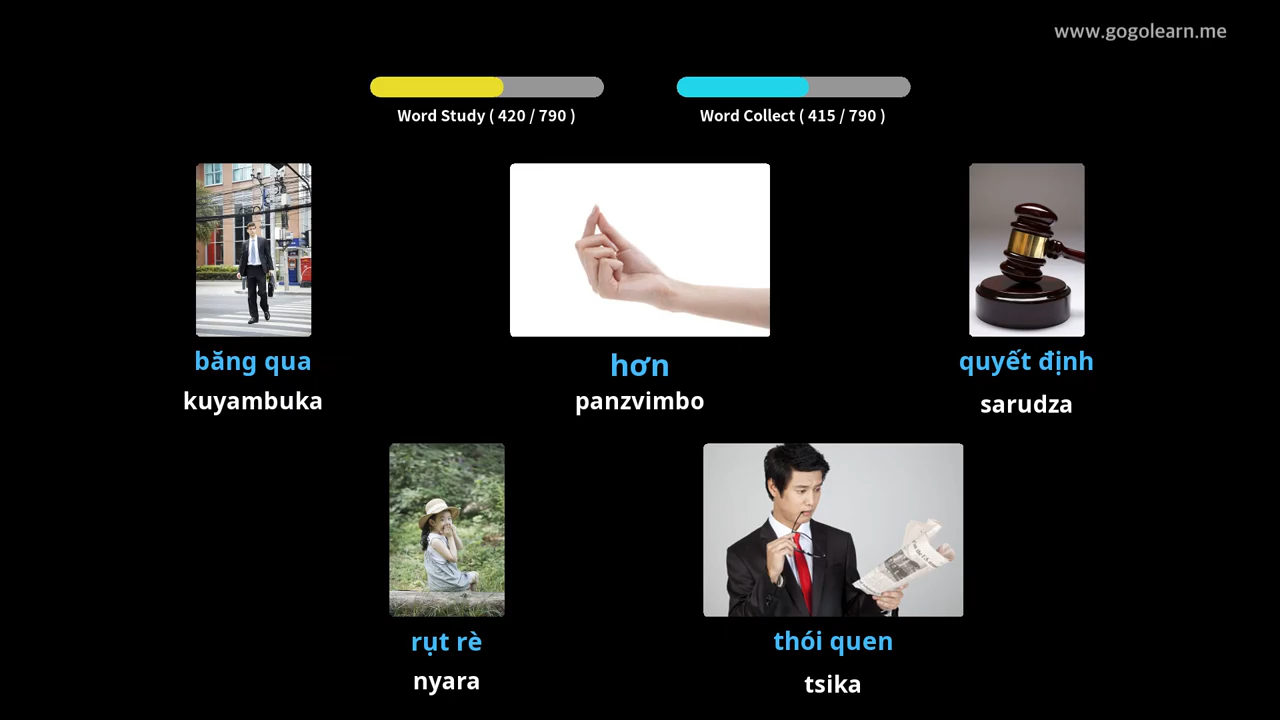 www.gogolearn.me
Word Study ( 420 / 790 )
Word Collect ( 415 / 790 )
băng qua
kuyambuka
hơn
panzvimbo
quyết định
sarudza
rụt rè
nyara
thói quen
tsika